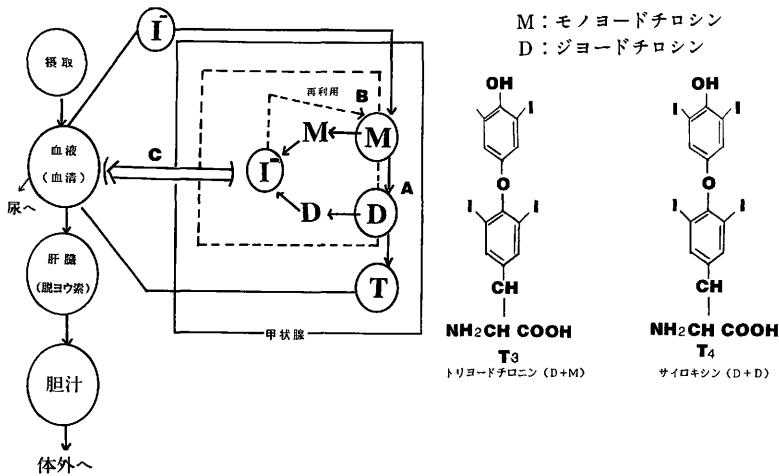 M：モノヨードチロシン
D：ジヨードチロシン
I⁻
摂取
血液
(血清)
尿へ
肝臓
(脱ヨウ素)
胆汁
体外へ
C
再利用
B
M
M
I⁻
A
D
D
T
甲状腺
OH
I
O
I
I
CH
NH₂CH COOH
T3
トリヨードチロニン（D+M）
OH
I
I
O
I
I
CH
NH₂CH COOH
T4
サイロキシン（D+D）